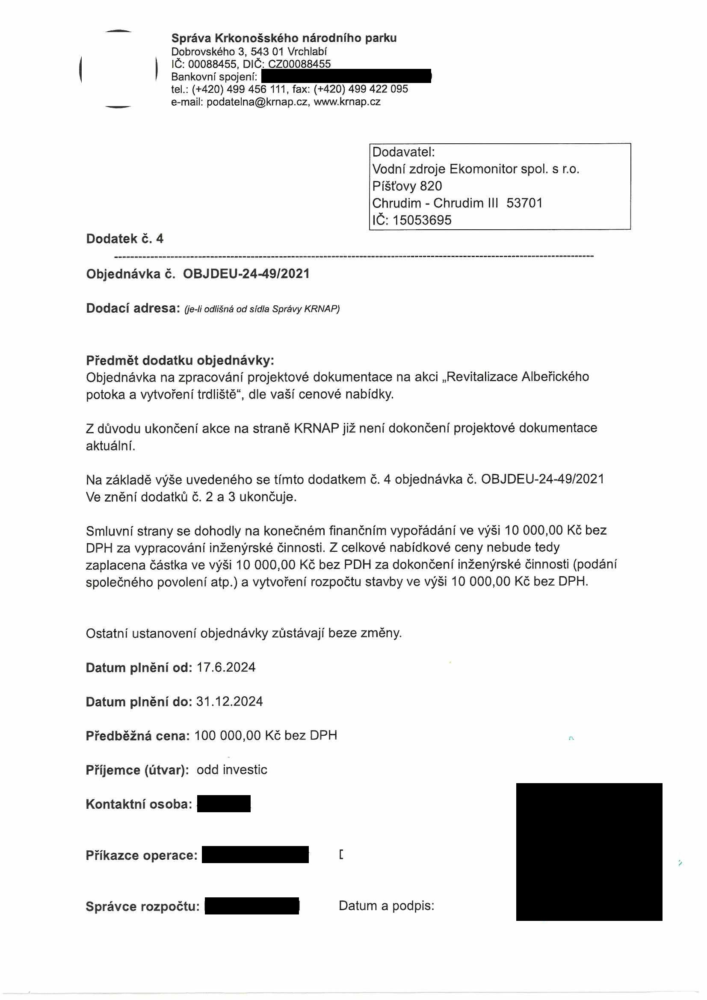 Správa Krkonošského národního parku
Dobrovského 3, 543 01 Vrchlabí
IČ: 00088455, DIČ: CZ00088455
Bankovní spojení:
tel.: (+420) 499 456 111, fax: (+420) 499 422 095
e-mail: podatelna@krnap.cz, www.krnap.cz
Dodavatel:
Vodní zdroje Ekomonitor spol. s r.o.
Píšťovy 820
Chrudim - Chrudim III 53701
IČ: 15053695
Dodatek č. 4
Objednávka č. OBJDEU-24-49/2021
Dodací adresa: (je-li odlišná od sídla Správy KRNAP)
Předmět dodatku objednávky:
Objednávka na zpracování projektové dokumentace na akci „Revitalizace Albeřického
potoka a vytvoření trdliště“, dle vaší cenové nabídky.
Z důvodu ukončení akce na straně KRNAP již není dokončení projektové dokumentace
aktuální.
Na základě výše uvedeného se tímto dodatkem č. 4 objednávka č. OBJDEU-24-49/2021
Ve znění dodatků č. 2 a 3 ukončuje.
Smluvní strany se dohodly na konečném finančním vypořádání ve výši 10 000,00 Kč bez
DPH za vypracování inženýrské činnosti. Z celkové nabídkové ceny nebude tedy
zaplacena částka ve výši 10 000,00 Kč bez PDH za dokončení inženýrské činnosti (podání
společného povolení atp.) a vytvoření rozpočtu stavby ve výši 10 000,00 Kč bez DPH.
Ostatní ustanovení objednávky zůstávají beze změny.
Datum plnění od: 17.6.2024
Datum plnění do: 31.12.2024
Předběžná cena: 100 000,00 Kč bez DPH
Příjemce (útvar): odd investic
Kontaktní osoba:
Příkazce operace:
Správce rozpočtu: Datum a podpis: